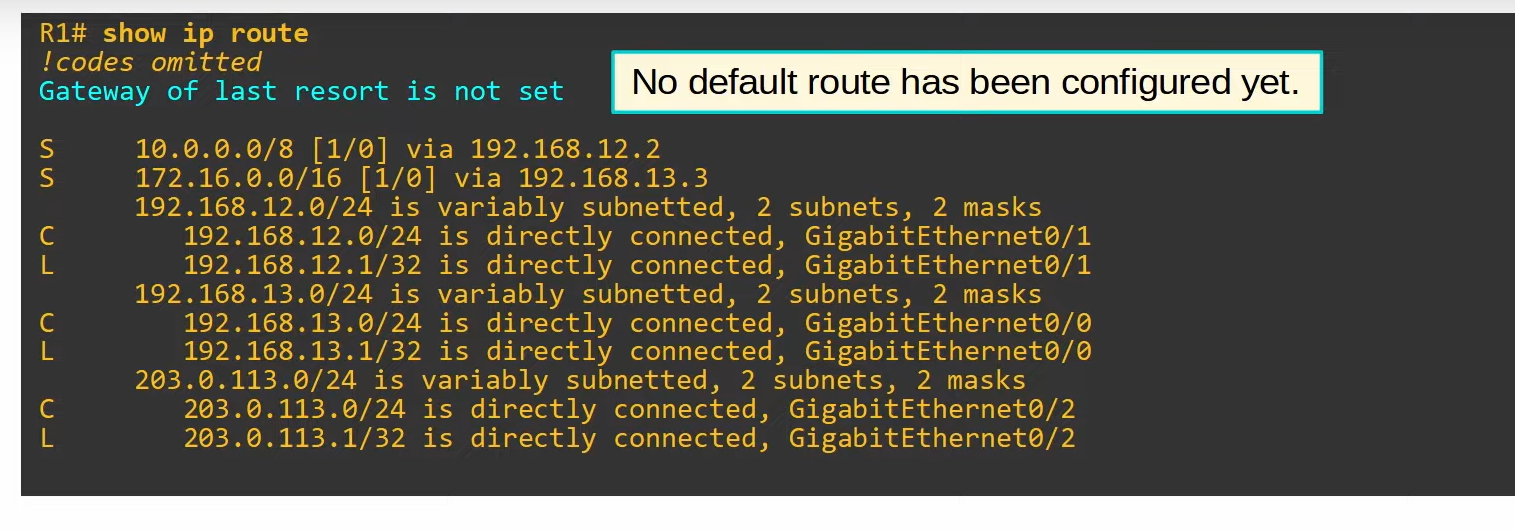 R1# show ip route
!codes omitted
Gateway of last resort is not set
No default route has been configured yet.
S 10.0.0.0/8 [1/0] via 192.168.12.2
S 172.16.0.0/16 [1/0] via 192.168.13.3
192.168.12.0/24 is variably subnetted, 2 subnets, 2 masks
C 192.168.12.0/24 is directly connected, GigabitEthernet0/1
L 192.168.12.1/32 is directly connected, GigabitEthernet0/1
192.168.13.0/24 is variably subnetted, 2 subnets, 2 masks
C 192.168.13.0/24 is directly connected, GigabitEthernet0/0
L 192.168.13.1/32 is directly connected, GigabitEthernet0/0
203.0.113.0/24 is variably subnetted, 2 subnets, 2 masks
C 203.0.113.0/24 is directly connected, GigabitEthernet0/2
L 203.0.113.1/32 is directly connected, GigabitEthernet0/2